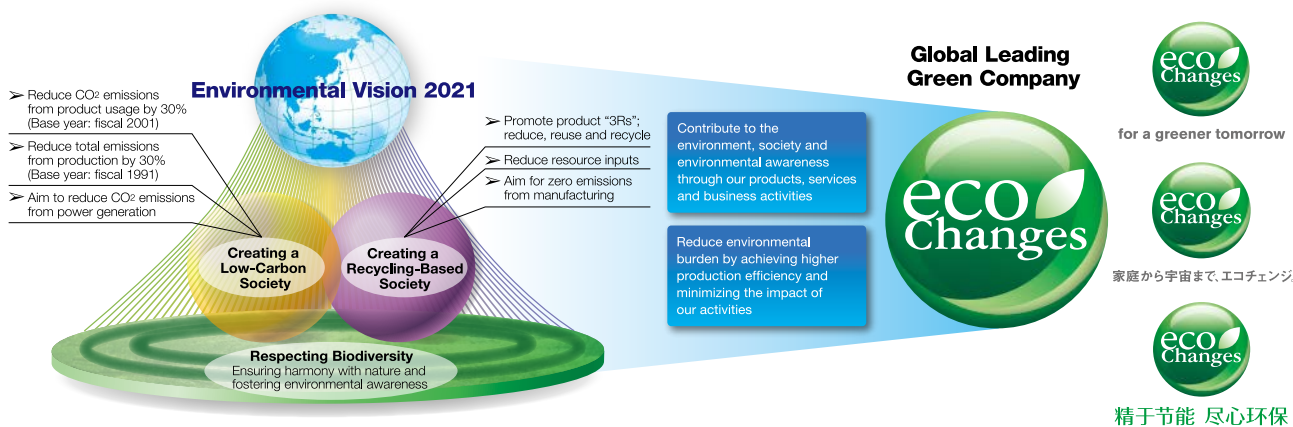 Environmental Vision 2021
➢ Reduce CO2 emissions
from product usage by 30%
(Base year: fiscal 2001)
➢ Reduce total emissions
from production by 30%
(Base year: fiscal 1991)
➢ Aim to reduce CO2 emissions
from power generation
➢ Promote product “3Rs”;
reduce, reuse and recycle
➢ Reduce resource inputs
➢ Aim for zero emissions
from manufacturing
Creating a
Low-Carbon
Society
Creating a
Recycling-Based
Society
Respecting Biodiversity
Ensuring harmony with nature and
fostering environmental awareness
Contribute to the
environment, society and
environmental awareness
through our products, services
and business activities
Reduce environmental
burden by achieving higher
production efficiency and
minimizing the impact of
our activities
Global Leading
Green Company
eco
Changes
eco
Changes
for a greener tomorrow
eco
Changes
家庭から宇宙まで、エコチェンジ。
eco
Changes
精于节能 尽心环保